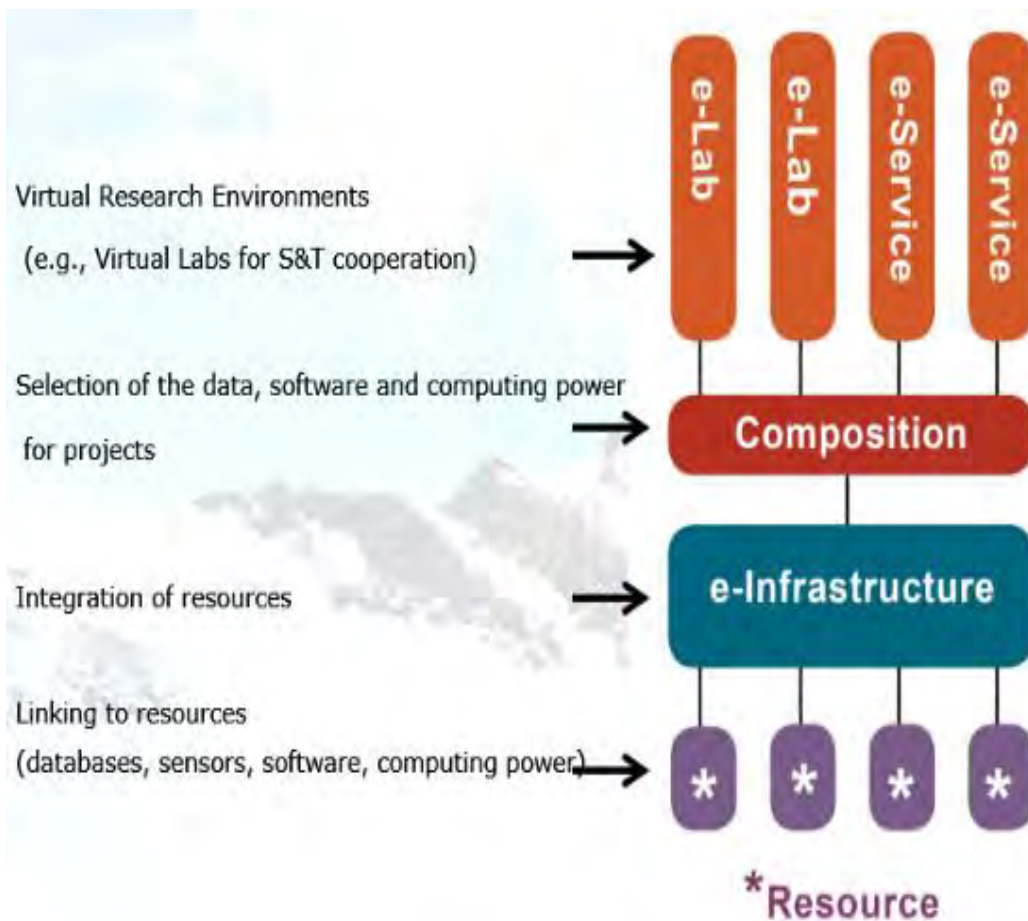 e-Lab
e-Lab
e-Service
e-Service
Virtual Research Environments
(e.g., Virtual Labs for S&T cooperation)
Selection of the data, software and computing power
for projects
Composition
Integration of resources
e-Infrastructure
Linking to resources
(databases, sensors, software, computing power)
* * * *
*Resource